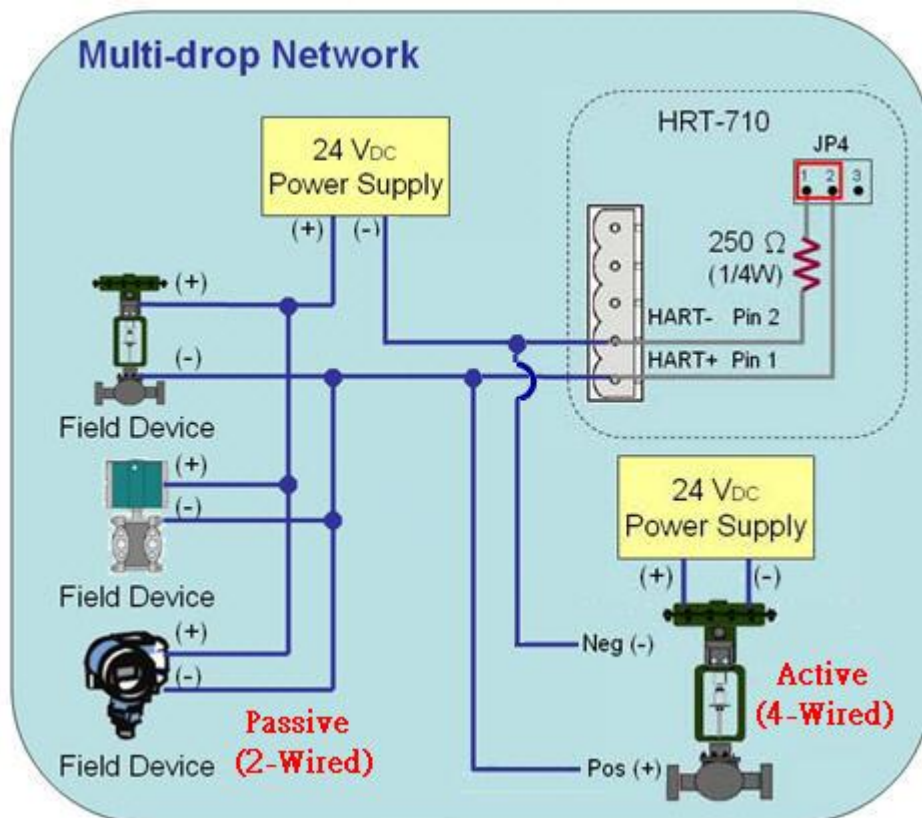 Multi-drop Network
24 VDC
Power Supply
(+) (-)
HRT-710
JP4
1 2 3
250 Ω
(1/4W)
HART- Pin 2
HART+ Pin 1
(+)
(-)
Field Device
(+)
(-)
Field Device
(+)
(-)
Field Device
Passive
(2-Wired)
24 VDC
Power Supply
(+) (-)
Neg (-)
Active
(4-Wired)
Pos (+)